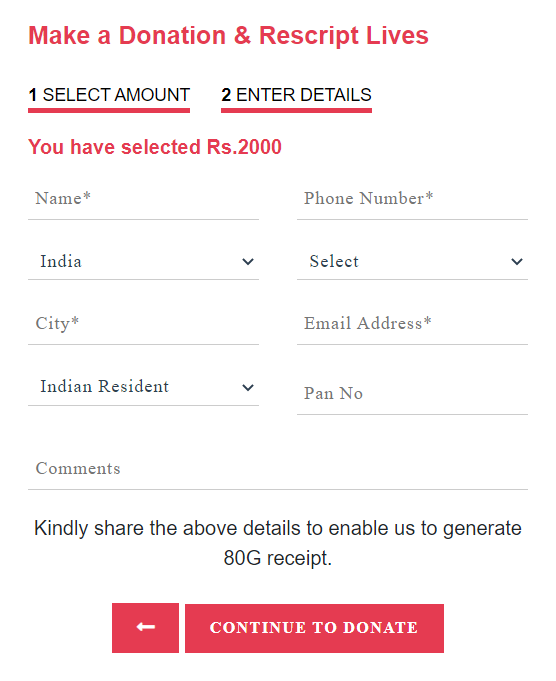 Make a Donation & Rescript Lives
1 SELECT AMOUNT 2 ENTER DETAILS
You have selected Rs.2000
Name* Phone Number*
India Select
City* Email Address*
Indian Resident Pan No
Comments
Kindly share the above details to enable us to generate
80G receipt.
CONTINUE TO DONATE